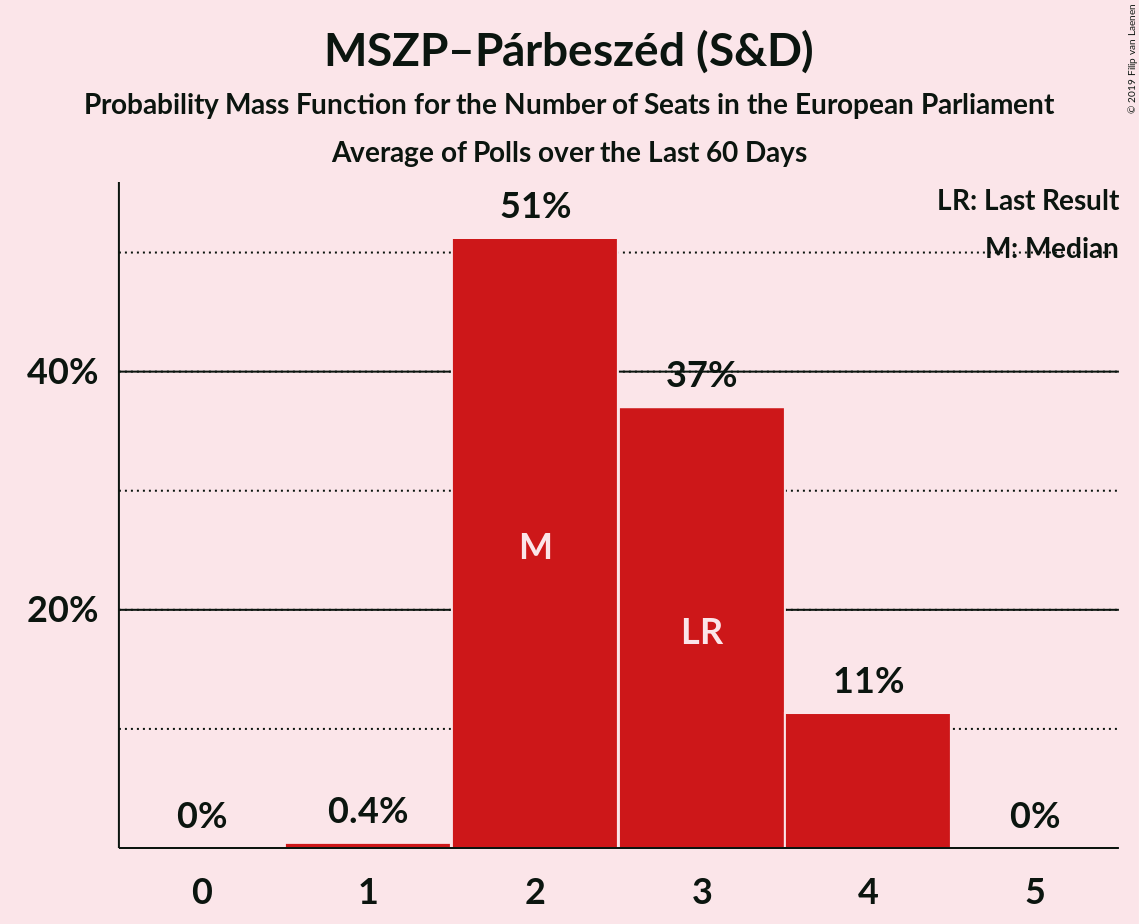 MSZP–Párbeszéd (S&D)
Probability Mass Function for the Number of Seats in the European Parliament
Average of Polls over the Last 60 Days
© 2019 Filip van Laenen
LR: Last Result
M: Median
51%
40%
37%
M
20%
LR
11%
0%
0.4%
0%
0 1 2 3 4 5